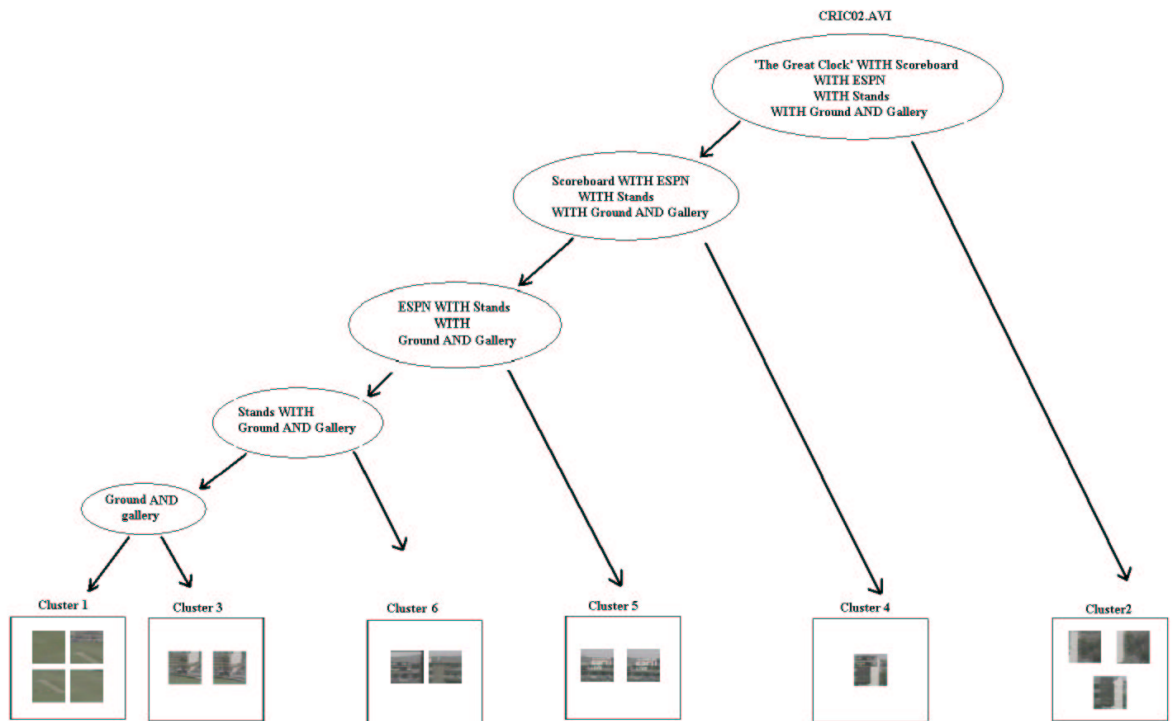 CRIC02.AVI
'The Great Clock' WITH Scoreboard
WITH ESPN
WITH Stands
WITH Ground AND Gallery
Scoreboard WITH ESPN
WITH Stands
WITH Ground AND Gallery
ESPN WITH Stands
WITH
Ground AND Gallery
Stands WITH
Ground AND Gallery
Ground AND
gallery
Cluster 1
Cluster 3
Cluster 6
Cluster 5
Cluster 4
Cluster2